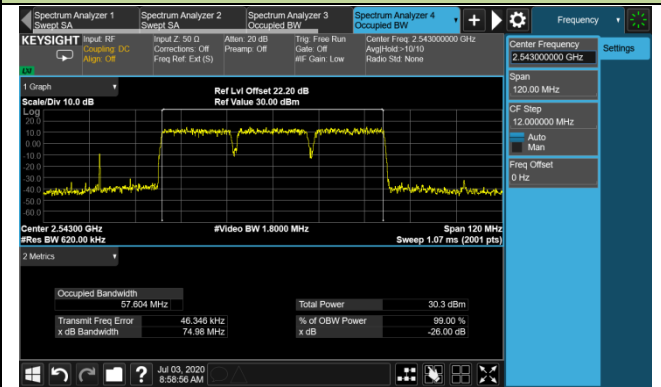 Spectrum Analyzer 1
Swept SA
Spectrum Analyzer 2
Swept SA
Spectrum Analyzer 3
Occupied BW
Spectrum Analyzer 4
Occupied BW
Frequency
KEYSIGHT
Input: RF
Coupling: DC
Align: Off
Input Z: 50 Ω
Corrections: Off
Freq Ref: Ext (S)
Atten: 20 dB
Preamp: Off
Trig: Free Run
Gate: Off
#IF Gain: Low
Center Freq: 2.543000000 GHz
Avg|Hold:>10/10
Radio Std: None
LV
Center Frequency
2.543000000 GHz
Settings
Span
120.00 MHz
CF Step
12.000000 MHz
Auto
Man
Freq Offset
0 Hz
1 Graph
Scale/Div 10.0 dB
Ref Lvl Offset 22.20 dB
Ref Value 30.00 dBm
Log
20.0
10.0
0.00
-10.0
-20.0
-30.0
-40.0
-50.0
-60.0
Center 2.54300 GHz
#Res BW 620.00 kHz
#Video BW 1.8000 MHz
Span 120 MHz
Sweep 1.07 ms (2001 pts)
2 Metrics
Occupied Bandwidth
57.604 MHz
Total Power 30.3 dBm
Transmit Freq Error 46.346 kHz
% of OBW Power 99.00 %
x dB Bandwidth 74.98 MHz
x dB -26.00 dB
Jul 03, 2020
8:58:56 AM